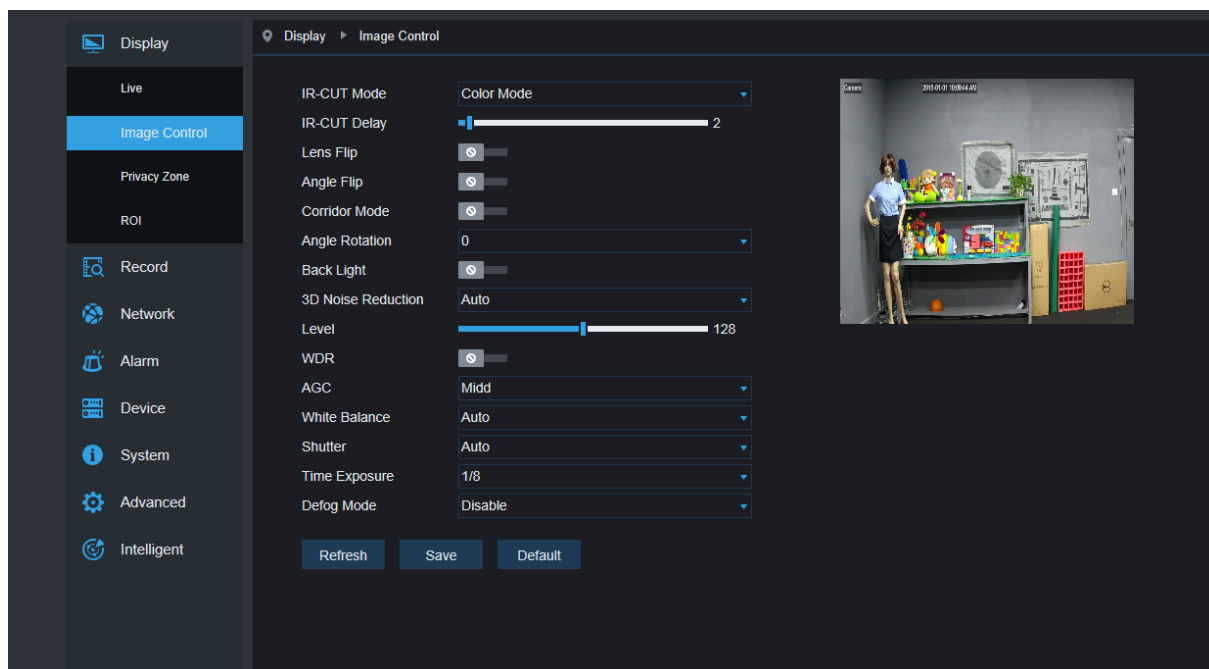 Display
Live
Image Control
Privacy Zone
ROI
Record
Network
Alarm
Device
System
Advanced
Intelligent
Display Image Control
IR-CUT Mode Color Mode
IR-CUT Delay 2
Lens Flip
Angle Flip
Corridor Mode
Angle Rotation 0
Back Light
3D Noise Reduction Auto
Level 128
WDR
AGC Midd
White Balance Auto
Shutter Auto
Time Exposure 1/8
Defog Mode Disable
Refresh Save Default
Camera